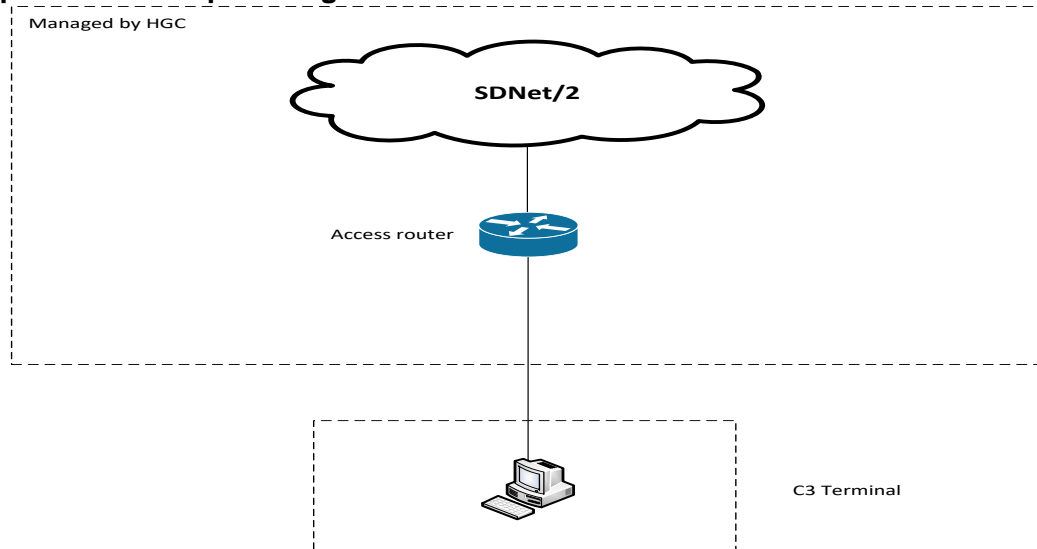 Managed by HGC
SDNet/2
Access router
C3 Terminal